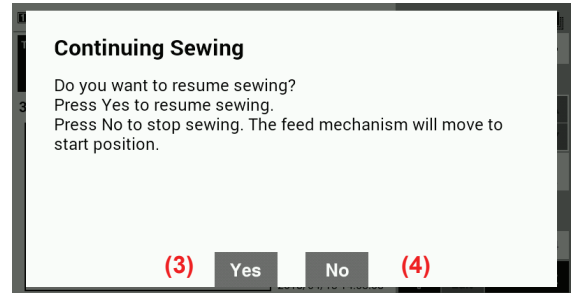 Continuing Sewing
Do you want to resume sewing?
Press Yes to resume sewing.
Press No to stop sewing. The feed mechanism will move to
start position.
(3) Yes No (4)